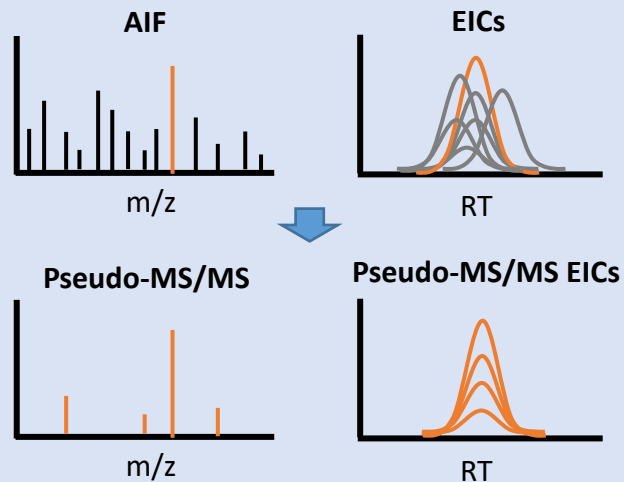 AIF
EICs
m/z
RT
Pseudo-MS/MS
Pseudo-MS/MS EICs
m/z
RT